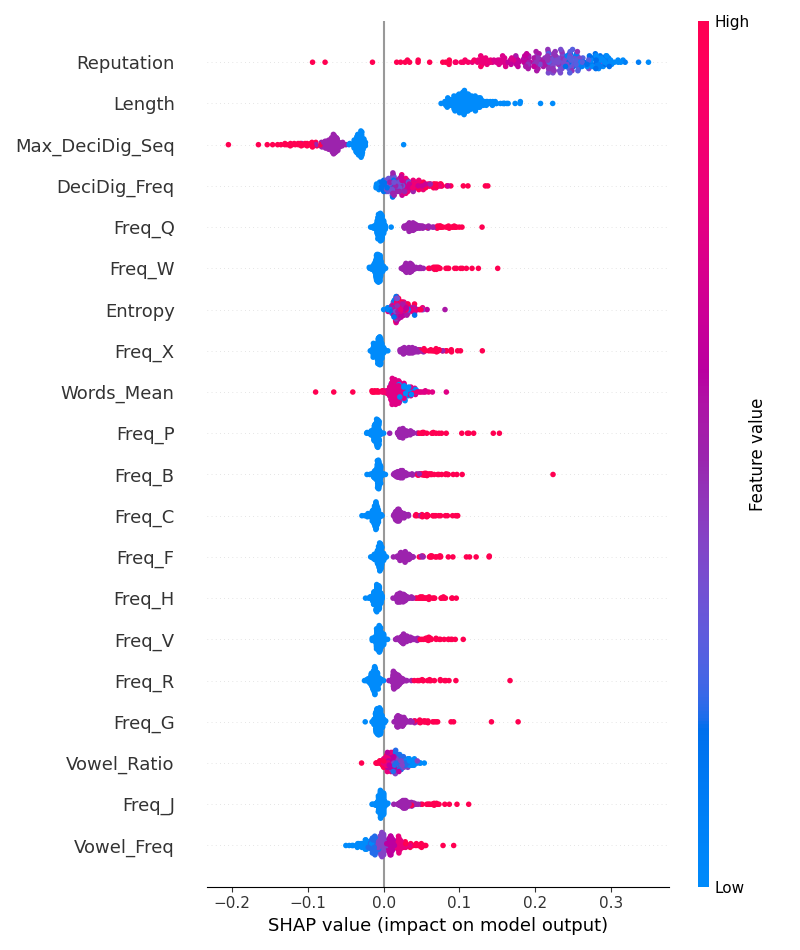 High
Reputation
Length
Max_DeciDig_Seq
DeciDig_Freq
Freq_Q
Freq_W
Entropy
Freq_X
Words_Mean
Freq_P
Freq_B
Freq_C
Freq_F
Freq_H
Freq_V
Freq_R
Freq_G
Vowel_Ratio
Freq_J
Vowel_Freq
Feature value
Low
−0.2 −0.1 0.0 0.1 0.2 0.3
SHAP value (impact on model output)